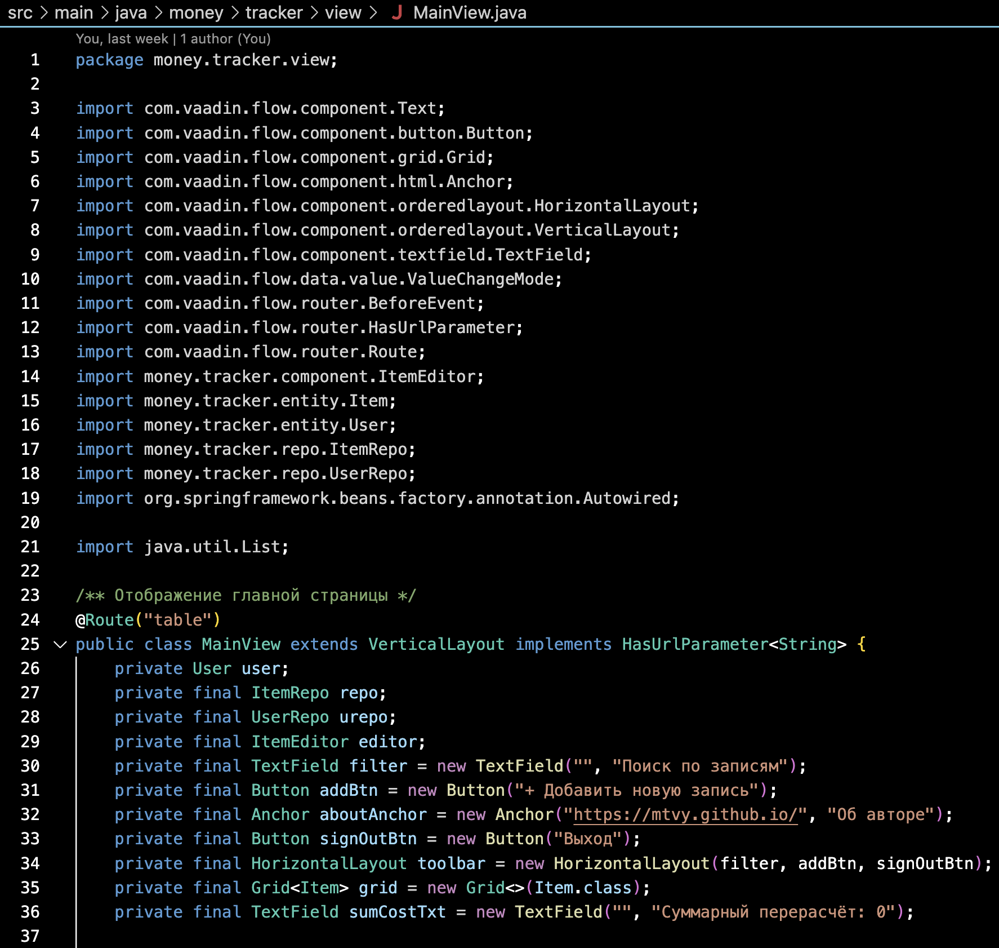 src > main > java > money > tracker > view > J MainView.java
You, last week | 1 author (You)
1 package money.tracker.view;
2
3 import com.vaadin.flow.component.Text;
4 import com.vaadin.flow.component.button.Button;
5 import com.vaadin.flow.component.grid.Grid;
6 import com.vaadin.flow.component.html.Anchor;
7 import com.vaadin.flow.component.orderedlayout.HorizontalLayout;
8 import com.vaadin.flow.component.orderedlayout.VerticalLayout;
9 import com.vaadin.flow.component.textfield.TextField;
10 import com.vaadin.flow.data.value.ValueChangeMode;
11 import com.vaadin.flow.router.BeforeEvent;
12 import com.vaadin.flow.router.HasUrlParameter;
13 import com.vaadin.flow.router.Route;
14 import money.tracker.component.ItemEditor;
15 import money.tracker.entity.Item;
16 import money.tracker.entity.User;
17 import money.tracker.repo.ItemRepo;
18 import money.tracker.repo.UserRepo;
19 import org.springframework.beans.factory.annotation.Autowired;
20
21 import java.util.List;
22
23 /** Отображение главной страницы */
24 @Route("table")
25 public class MainView extends VerticalLayout implements HasUrlParameter<String> {
26 private User user;
27 private final ItemRepo repo;
28 private final UserRepo urepo;
29 private final ItemEditor editor;
30 private final TextField filter = new TextField("", "Поиск по записям");
31 private final Button addBtn = new Button("+ Добавить новую запись");
32 private final Anchor aboutAnchor = new Anchor("https://mtvy.github.io/", "Об авторе");
33 private final Button signOutBtn = new Button("Выход");
34 private final HorizontalLayout toolbar = new HorizontalLayout(filter, addBtn, signOutBtn);
35 private final Grid<Item> grid = new Grid<>(Item.class);
36 private final TextField sumCostTxt = new TextField("", "Суммарный перерасчёт: 0");
37